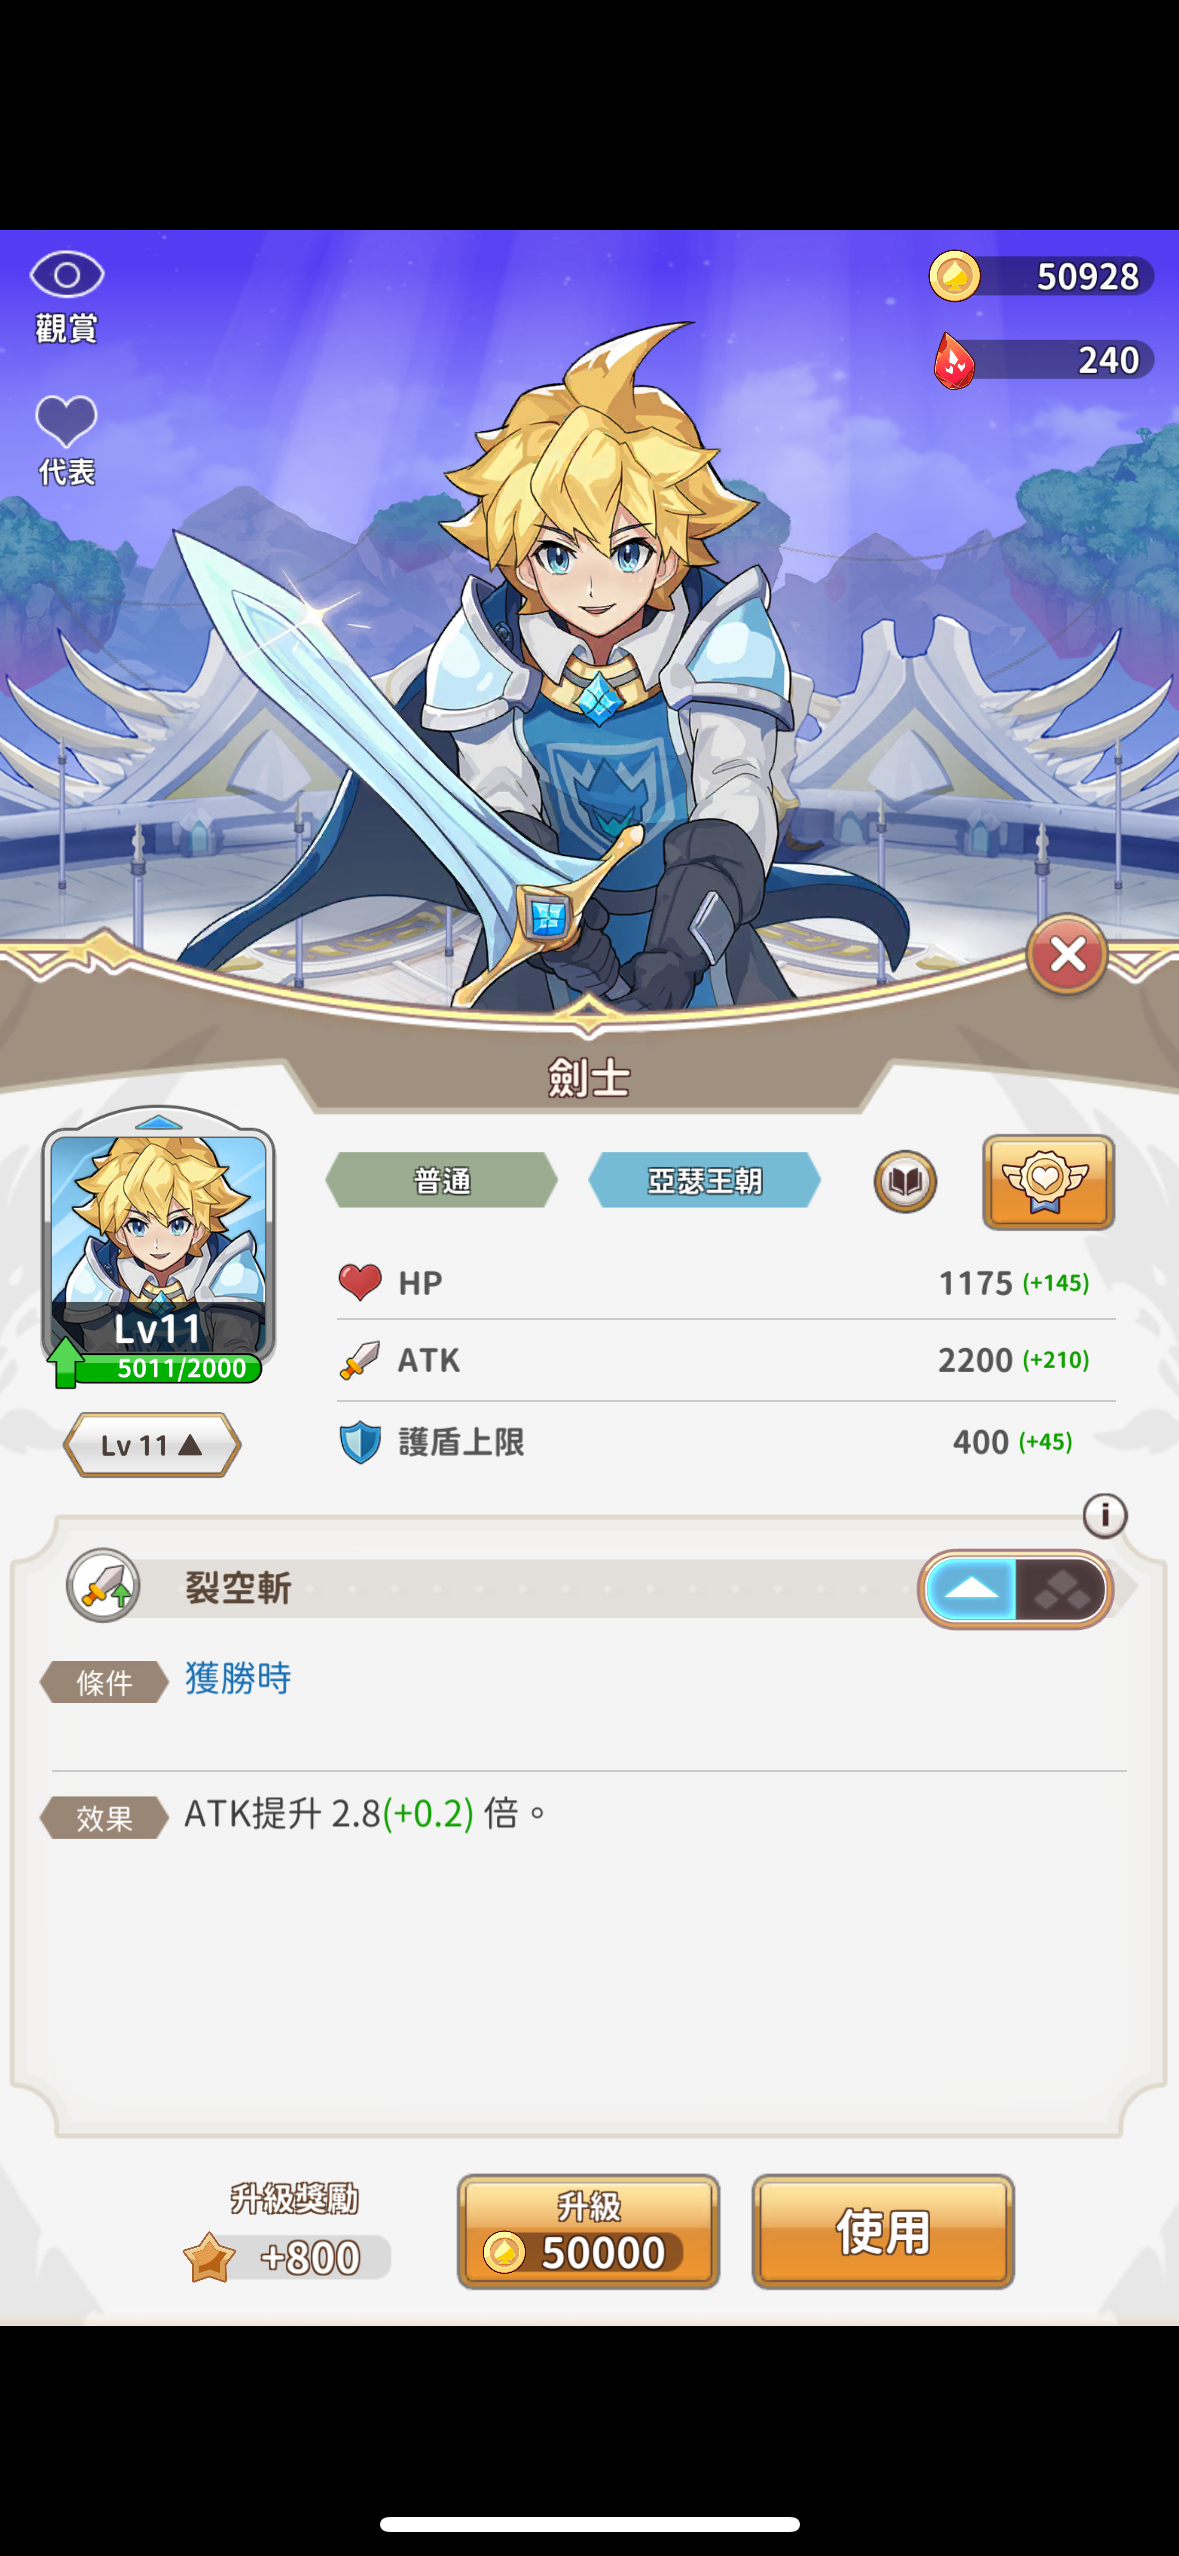 觀賞
50928
240
代表
劍士
普通
亞瑟王朝
HP
1175 (+145)
Lv11
5011/2000
ATK
2200 (+210)
Lv 11 ▲
護盾上限
400 (+45)
i
裂空斬
條件
獲勝時
效果
ATK提升 2.8(+0.2) 倍。
升級獎勵
+800
升級
50000
使用